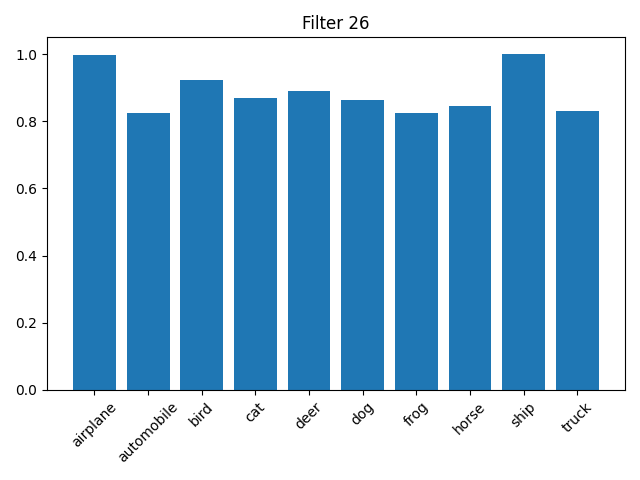 Filter 26
1.0
0.8
0.6
0.4
0.2
0.0
airplane
automobile
bird
cat
deer
dog
frog
horse
ship
truck